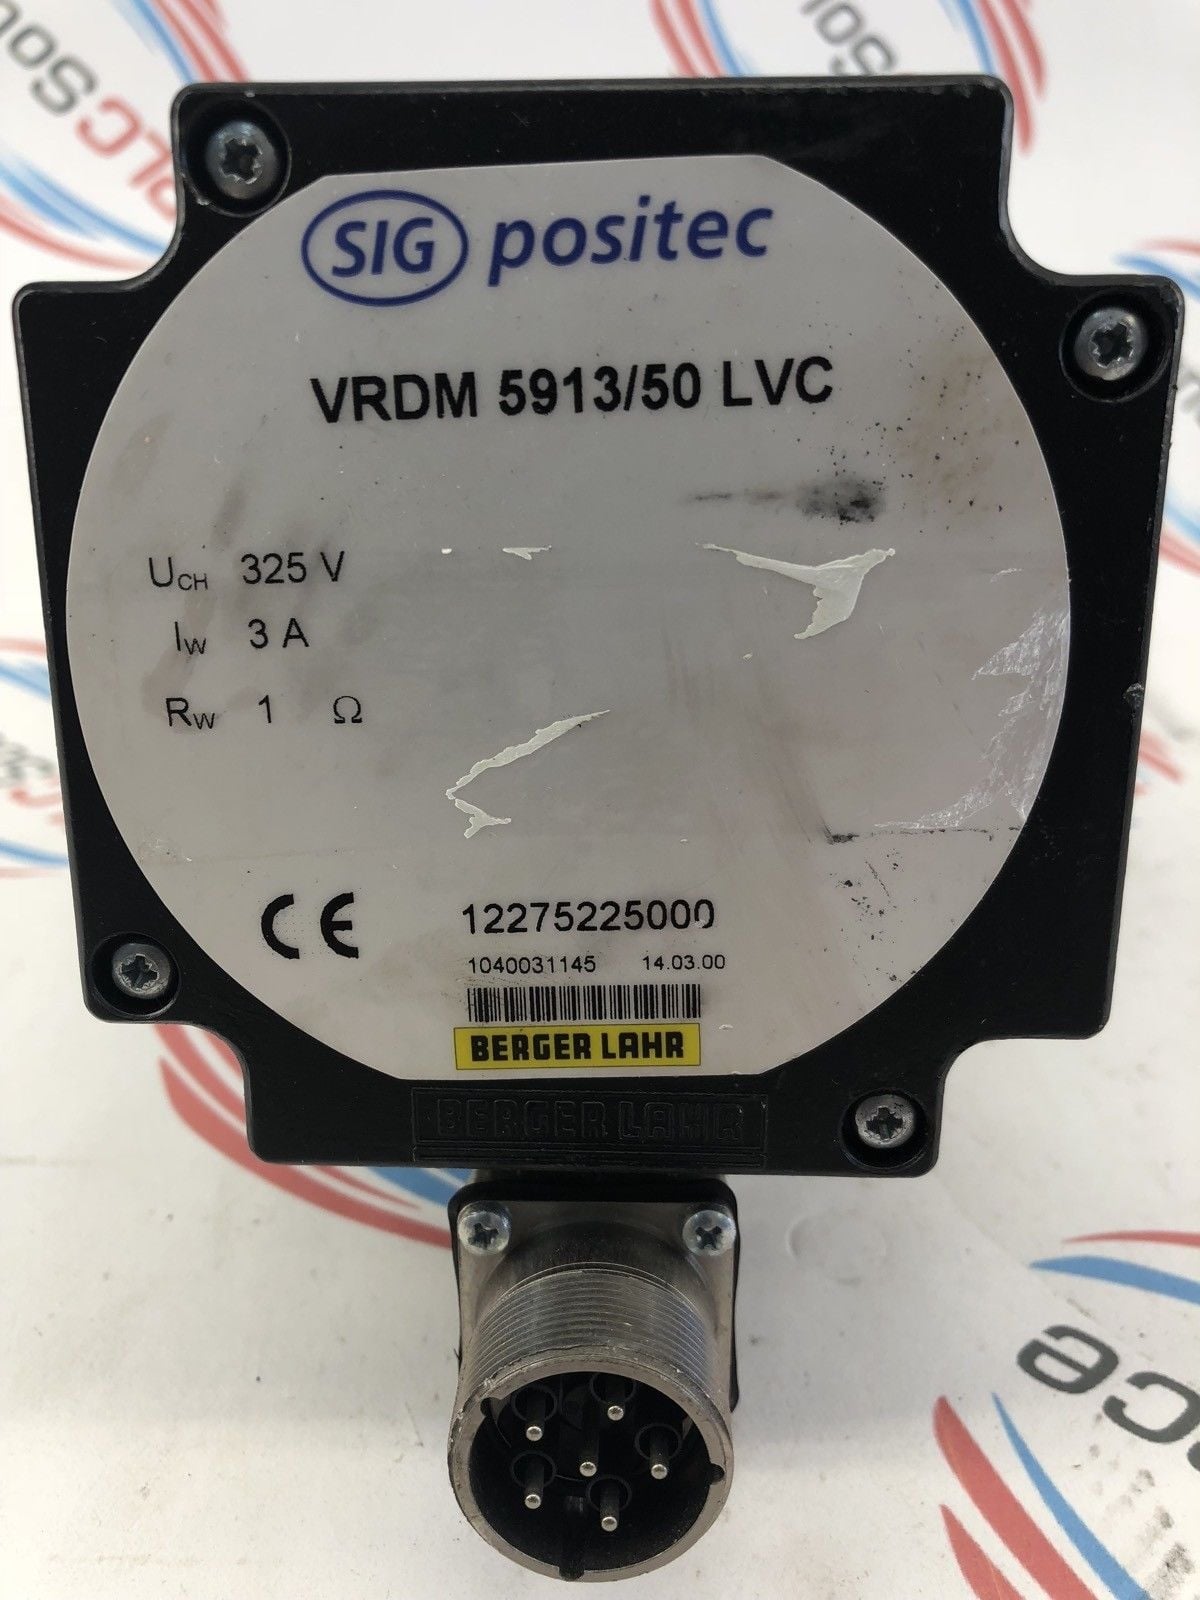 SIG positec
VRDM 5913/50 LVC
UCH 325 V
IW 3 A
RW 1 Ω
CE
12275225000
1040031145 14.03.00
BERGER LAHR
BERGER LAHR